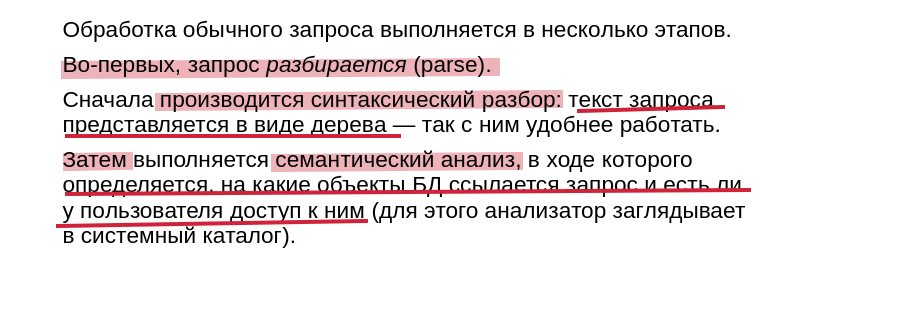 Обработка обычного запроса выполняется в несколько этапов.
Во-первых, запрос разбирается (parse).
Сначала производится синтаксический разбор: текст запроса
представляется в виде дерева — так с ним удобнее работать.
Затем выполняется семантический анализ, в ходе которого
определяется, на какие объекты БД ссылается запрос и есть ли
у пользователя доступ к ним (для этого анализатор заглядывает
в системный каталог).